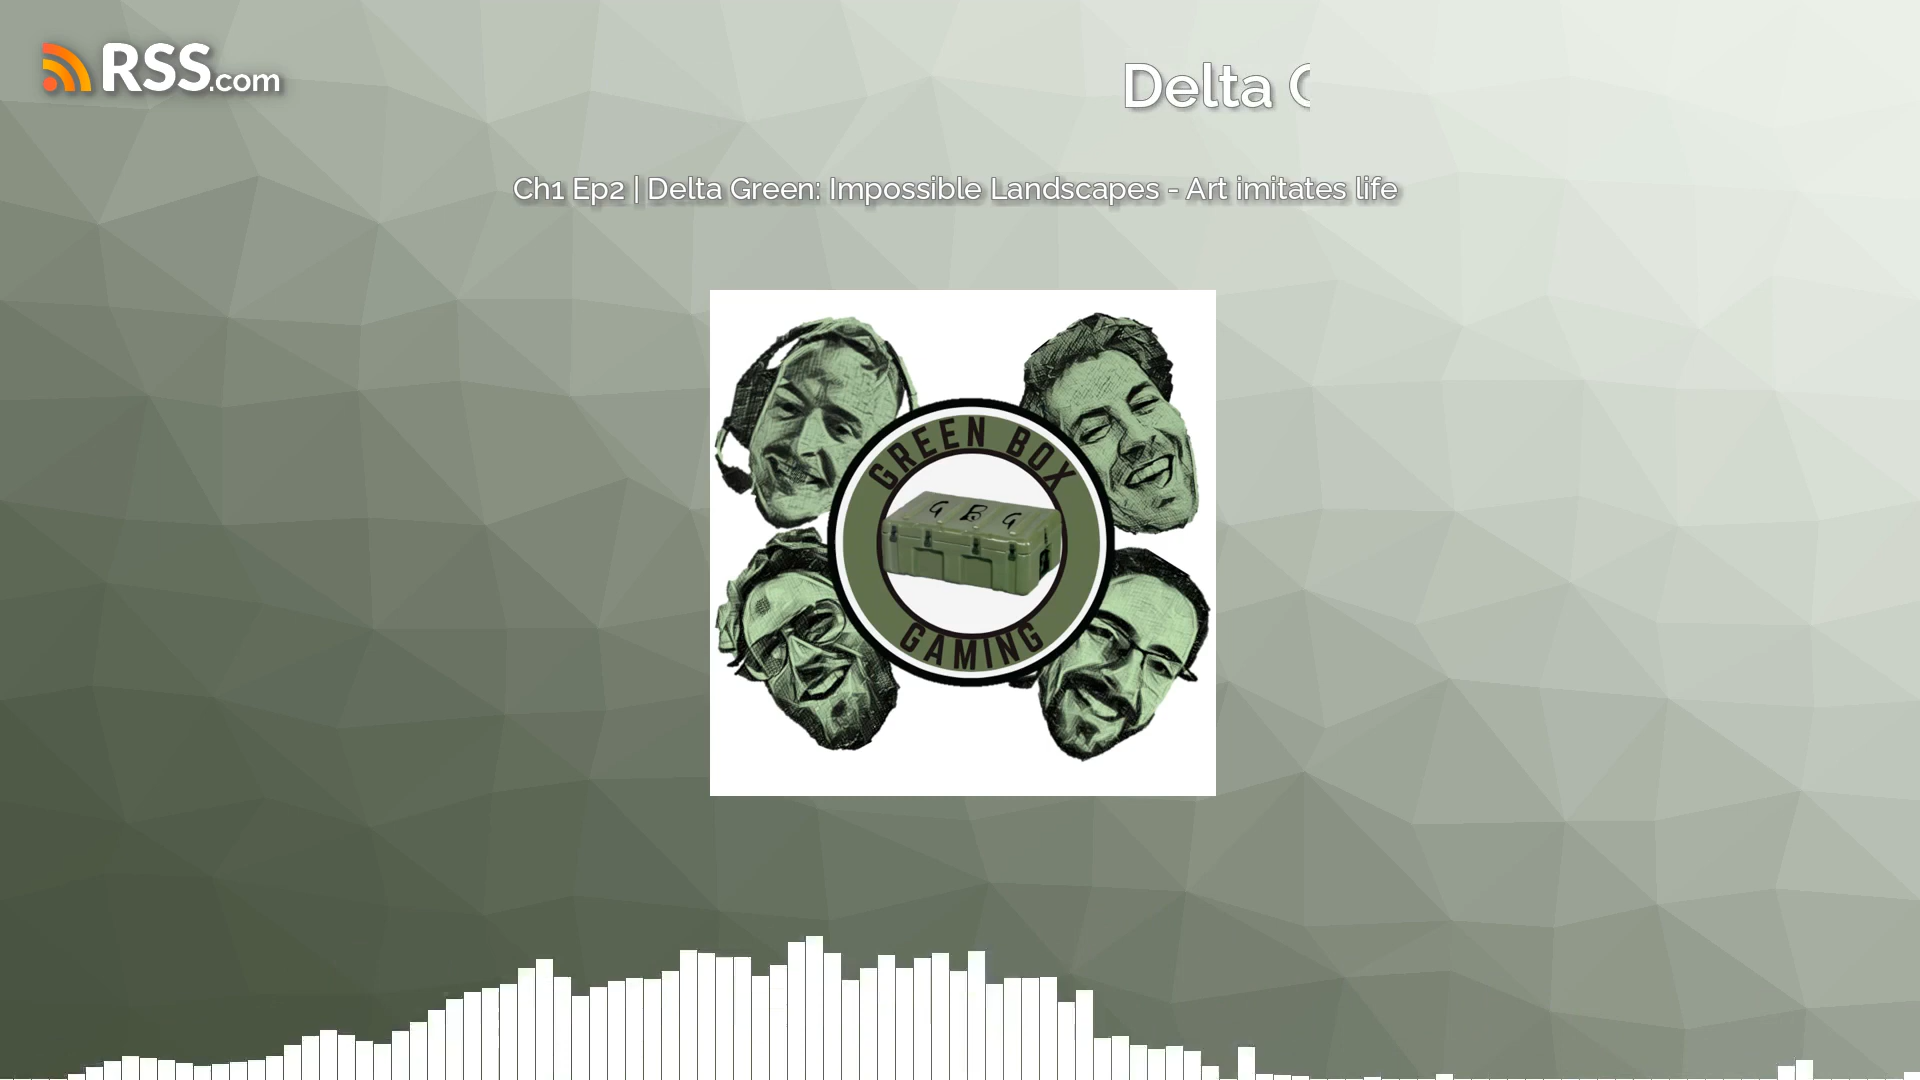 RSS.com
Delta
Ch1 Ep2 | Delta Green: Impossible Landscapes - Art imitates life
GREEN BOX
G B G
GAMING